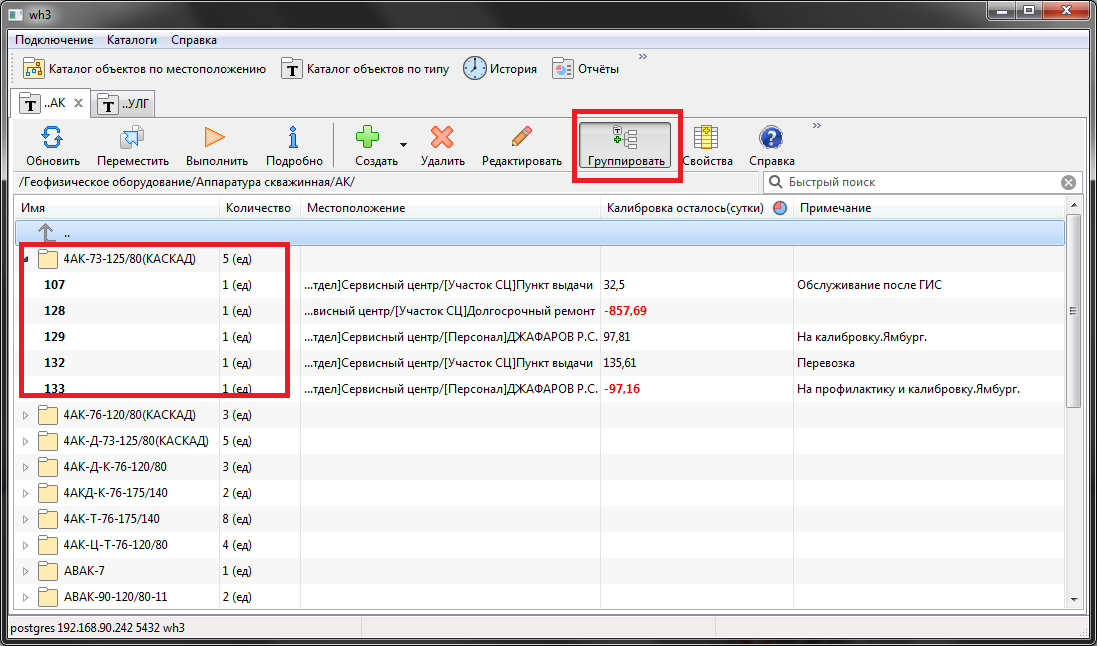 wh3
Подключение Каталоги Справка
Каталог объектов по местоположению Каталог объектов по типу История Отчёты »
..АК ..УЛГ
Обновить Переместить Выполнить Подробно Создать Удалить Редактировать Группировать Свойства Справка »
/Геофизическое оборудование/Аппаратура скважинная/АК/ Быстрый поиск
Имя Количество Местоположение Калибровка осталось(сутки) Примечание
..
4АК-73-125/80(КАСКАД) 5 (ед)
107 1 (ед) ...тдел]Сервисный центр/[Участок СЦ]Пункт выдачи 32,5 Обслуживание после ГИС
128 1 (ед) ...висный центр/[Участок СЦ]Долгосрочный ремонт -857,69
129 1 (ед) ...тдел]Сервисный центр/[Персонал]ДЖАФАРОВ Р.С. 97,81 На калибровку.Ямбург.
132 1 (ед) ...тдел]Сервисный центр/[Участок СЦ]Пункт выдачи 135,61 Перевозка
133 1 (ед) ...тдел]Сервисный центр/[Персонал]ДЖАФАРОВ Р.С. -97,16 На профилактику и калибровку.Ямбург.
4АК-76-120/80(КАСКАД) 3 (ед)
4АК-Д-73-125/80(КАСКАД) 5 (ед)
4АК-Д-К-76-120/80 3 (ед)
4АКД-К-76-175/140 2 (ед)
4АК-Т-76-175/140 8 (ед)
4АК-Ц-Т-76-120/80 4 (ед)
АВАК-7 1 (ед)
АВАК-90-120/80-11 2 (ед)
postgres 192.168.90.242 5432 wh3